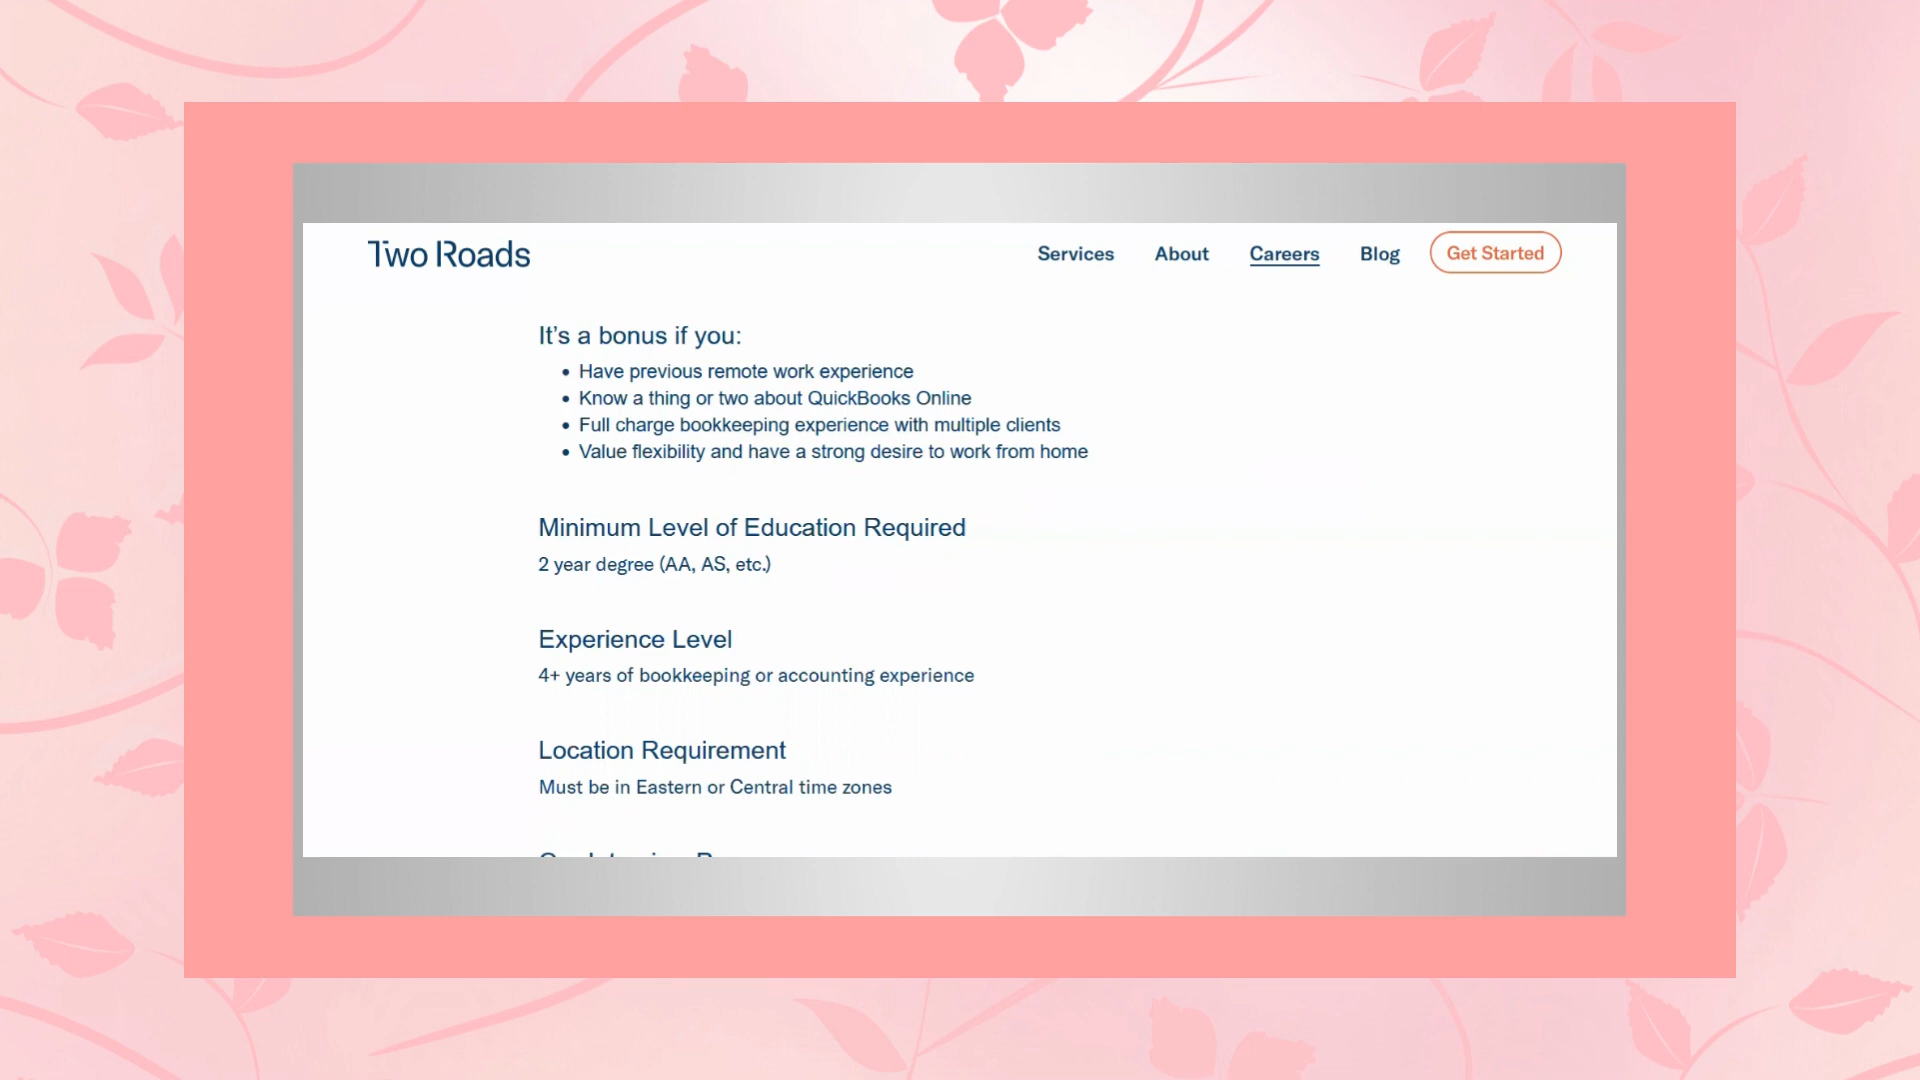 Two Roads
Services About Careers Blog Get Started
It's a bonus if you:
Have previous remote work experience
Know a thing or two about QuickBooks Online
Full charge bookkeeping experience with multiple clients
Value flexibility and have a strong desire to work from home
Minimum Level of Education Required
2 year degree (AA, AS, etc.)
Experience Level
4+ years of bookkeeping or accounting experience
Location Requirement
Must be in Eastern or Central time zones